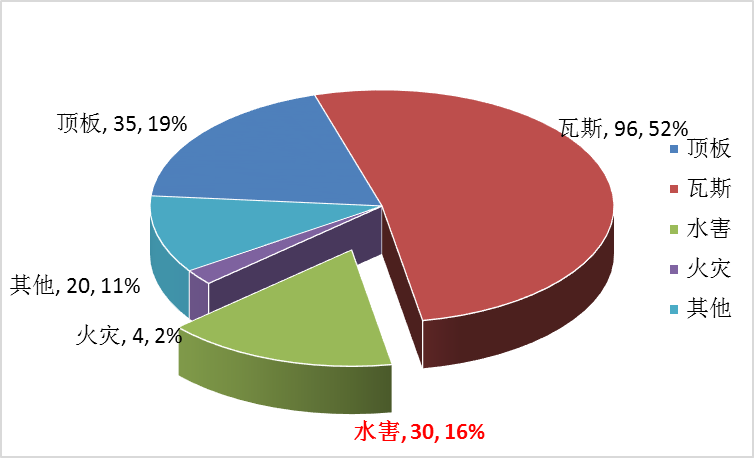 顶板, 35, 19%
瓦斯, 96, 52%
其他, 20, 11%
火灾, 4, 2%
水害, 30, 16%
顶板
瓦斯
水害
火灾
其他